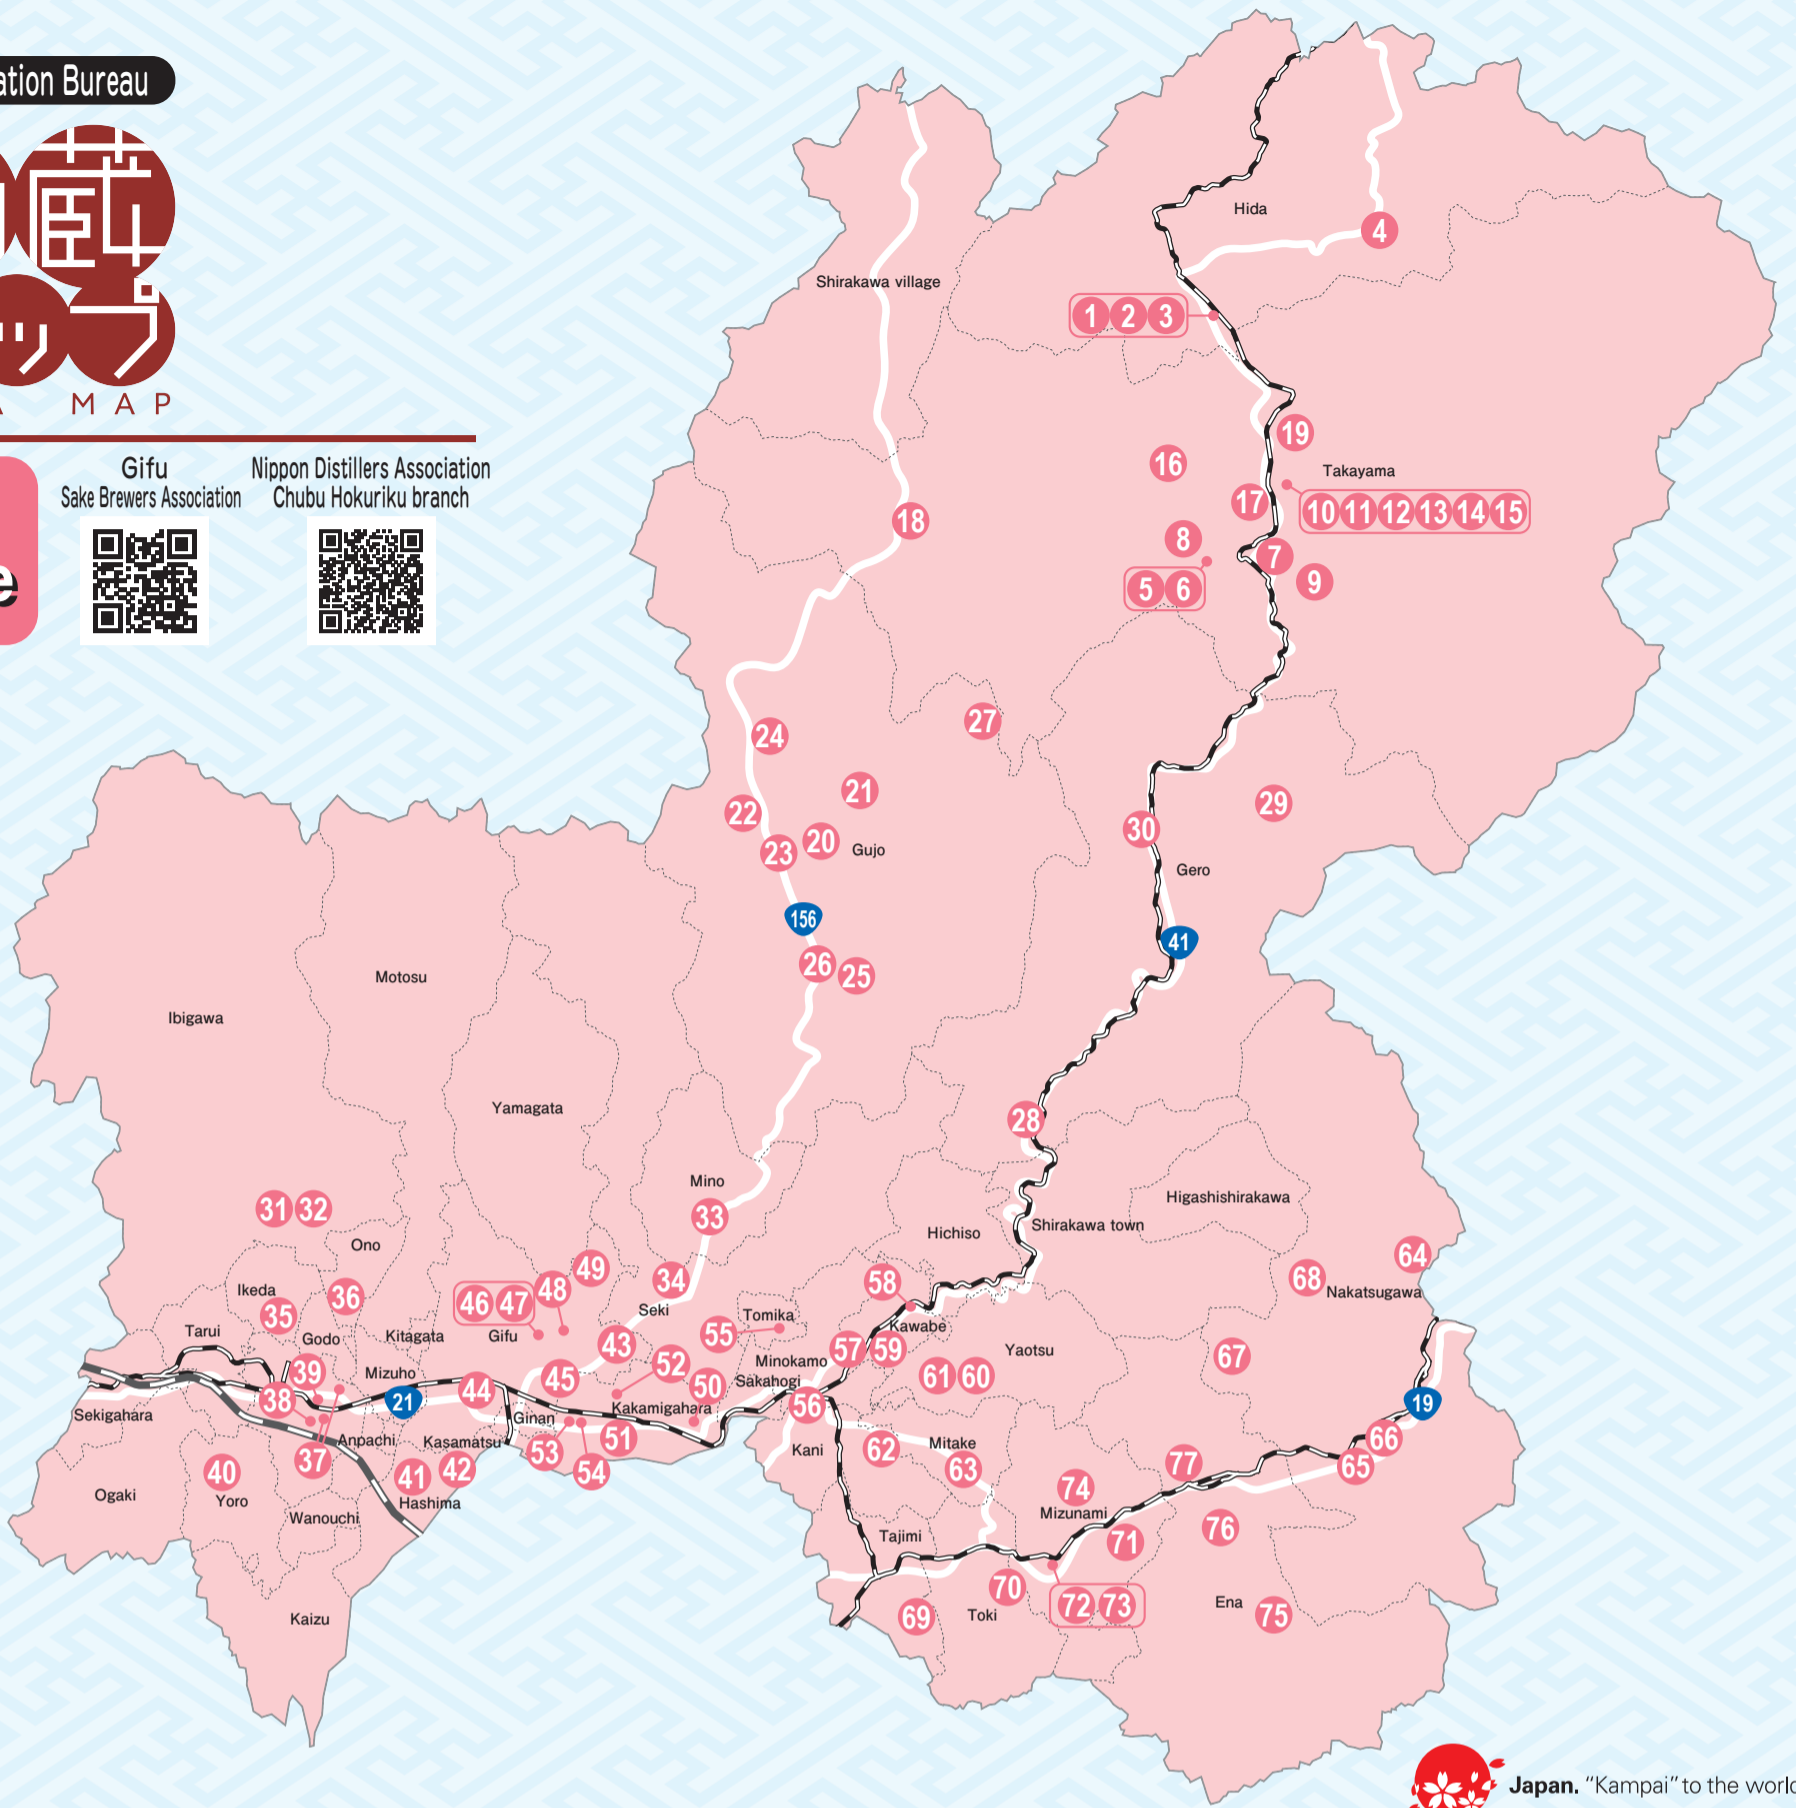 ation Bureau
蔵
ップ
A MAP
e
Gifu
Sake Brewers Association
Nippon Distillers Association
Chubu Hokuriku branch
Hida
4
Shirakawa village
1 2 3
19
16
Takayama
17
10 11 12 13 14 15
18
8
7
5 6
9
27
24
21
29
22
30
20
23
Gujo
Gero
156
41
26
25
Motosu
Ibigawa
Yamagata
28
Mino
Higashishirakawa
31 32
33
Shirakawa town
Hichiso
Ono
64
49
68
34
58
Nakatsugawa
Ikeda
48
36
46 47
Seki
35
Tomika
Kawabe
Tarui
Godo
Kitagata
Gifu
55
43
57 59
Yaotsu
67
Minokamo
52
39
Mizuho
61 60
45
Sakahogi
50
44
38
21
19
56
Kakamigahara
Sekigahara
Ginan
51
66
Anpachi
Kasamatsu
Mitake
Kani
62
53
37
77
65
42
63
40
41
54
74
Ogaki
Yoro
Hashima
Mizunami
Wanouchi
76
Tajimi
71
70
Ena
72 73
69
Toki
75
Kaizu
Japan. “Kampai” to the world